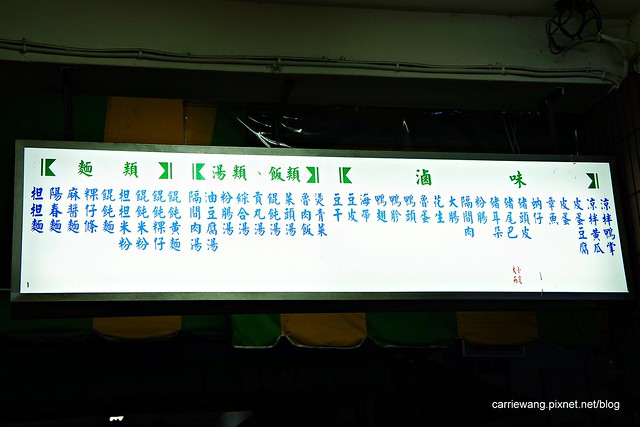 麵類
湯類、飯類
滷味
担担麵
陽春麵
麻醬麵
粿仔條
餛飩麵
担米粉
餛飩米粉
餛飩粿仔
餛飩黃麵
隔間肉湯
油豆腐湯
粉腸湯
綜合湯
貢丸湯
餛飩湯
菜頭湯
魯肉飯
燙青菜
豆干
豆皮
海帶
鴨翅
鴨胗
鴨頭
魯蛋
花生
大腸
隔間肉
粉腸
豬耳朵
豬尾巴
豬頭皮
蚋仔
章魚
皮蛋
皮蛋豆腐
涼拌黃瓜
涼拌鴨掌
carriewang.pixnet.net/blog